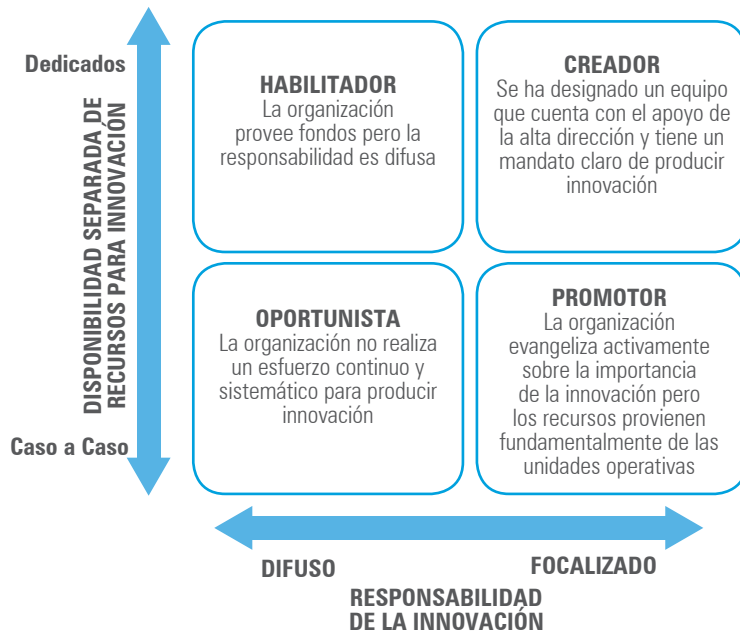 Dedicados
DISPONIBILIDAD SEPARADA DE
RECURSOS PARA INNOVACIÓN
Caso a Caso
HABILITADOR
La organización
provee fondos pero la
responsabilidad es difusa
CREADOR
Se ha designado un equipo
que cuenta con el apoyo de
la alta dirección y tiene un
mandato claro de producir
innovación
OPORTUNISTA
La organización no realiza
un esfuerzo continuo y
sistemático para producir
innovación
PROMOTOR
La organización
evangeliza activamente
sobre la importancia
de la innovación pero
los recursos provienen
fundamentalmente de las
unidades operativas
DIFUSO
FOCALIZADO
RESPONSABILIDAD
DE LA INNOVACIÓN